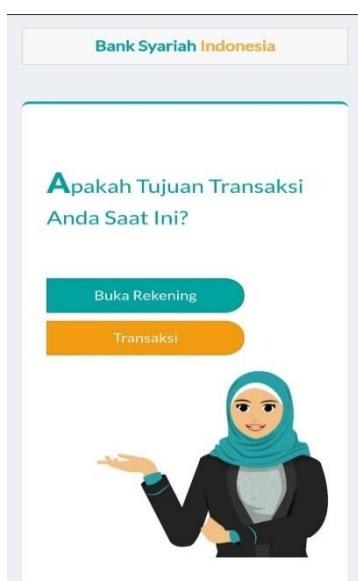 Bank Syariah Indonesia
Apakah Tujuan Transaksi
Anda Saat Ini?
Buka Rekening
Transaksi